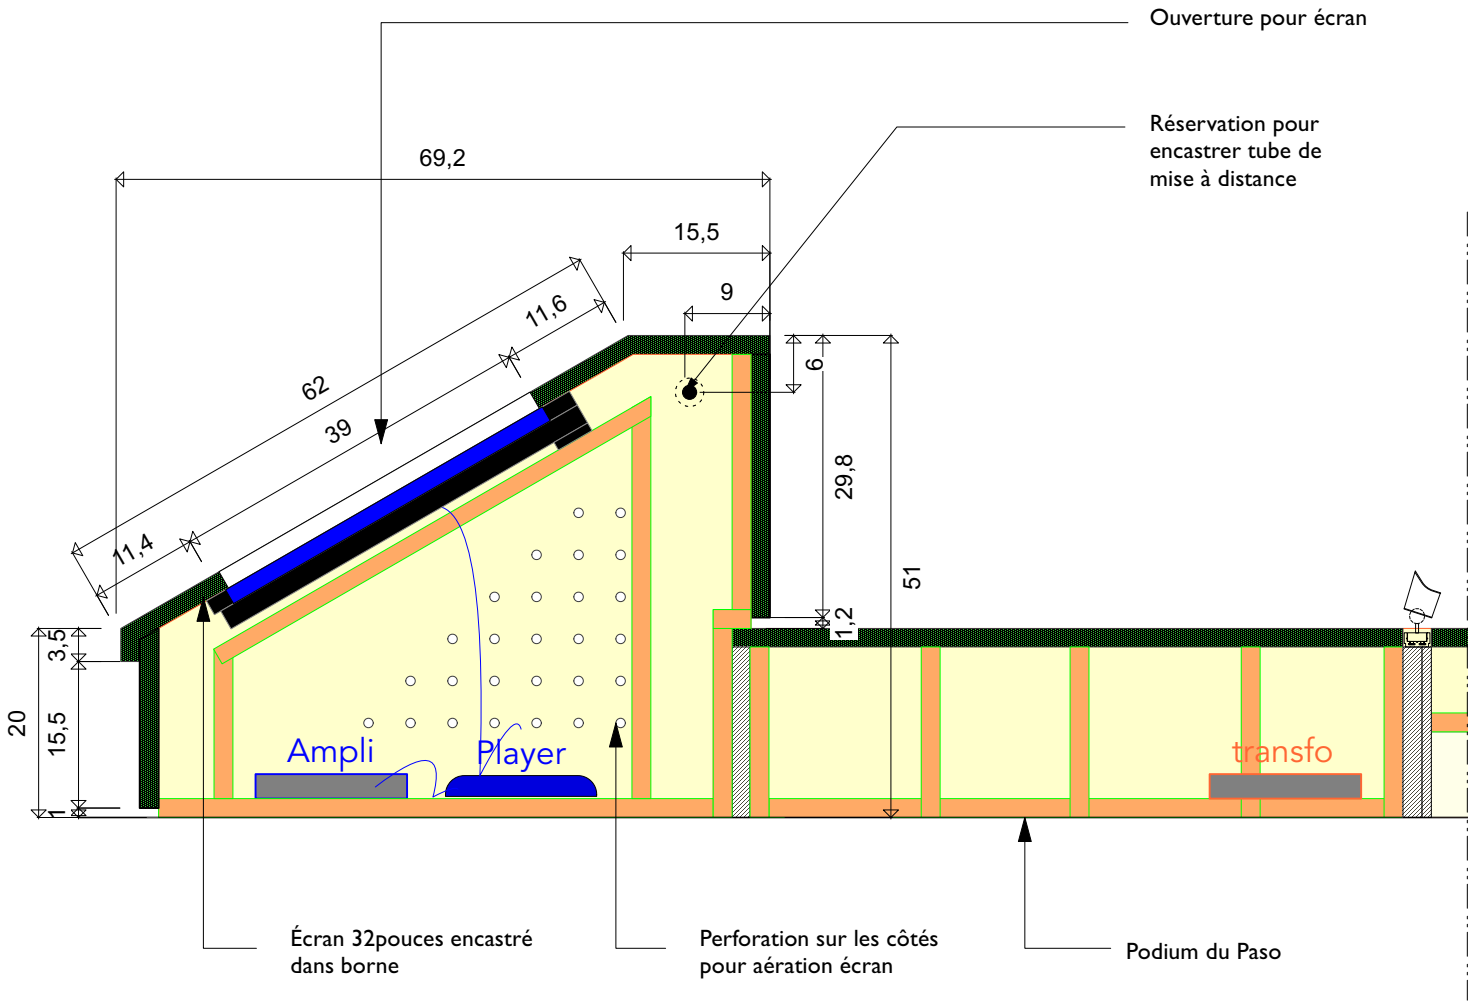 Ouverture pour écran
Réservation pour
encastrer tube de
mise à distance
69,2
15,5
9
11,6
62
39
11,4
6
29,8
51
1,2
3,5
20
15,5
1
Ampli
Player
transfo
Écran 32pouces encastré
dans borne
Perforation sur les côtés
pour aération écran
Podium du Paso